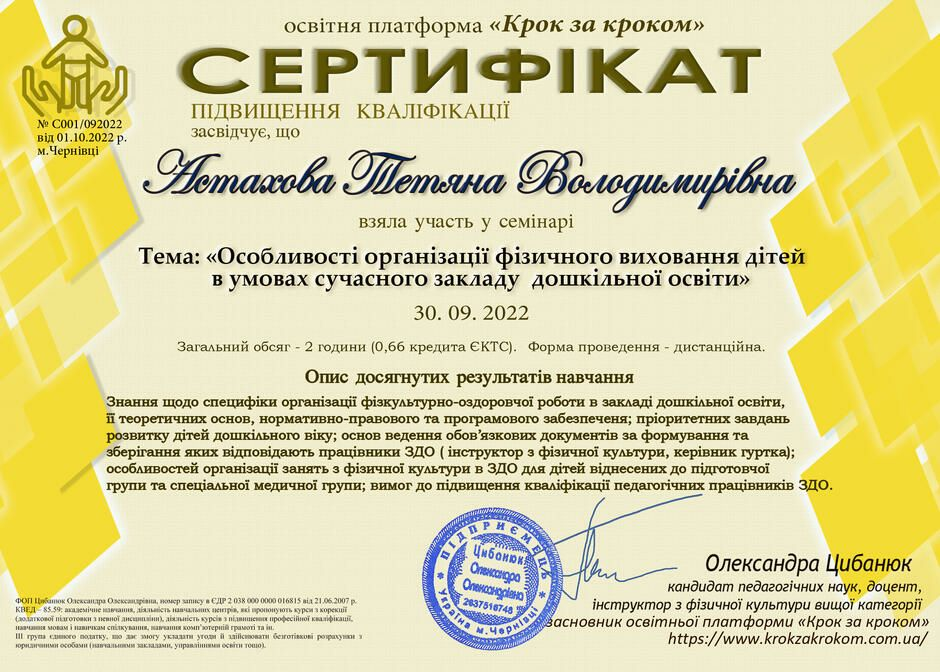 освітня платформа «Крок за кроком»
СЕРТИФІКАТ
ПІДВИЩЕННЯ КВАЛІФІКАЦІЇ
засвідчує, що
№ С001/092022
від 01.10.2022 р.
м.Чернівці
Астахова Тетяна Володимирівна
взяла участь у семінарі
Тема: «Особливості організації фізичного виховання дітей
в умовах сучасного закладу дошкільної освіти»
30. 09. 2022
Загальний обсяг - 2 години (0,66 кредита ЄКТС). Форма проведення - дистанційна.
Опис досягнутих результатів навчання
Знання щодо специфіки організації фізкультурно-оздоровчої роботи в закладі дошкільної освіти,
її теоретичних основ, нормативно-правового та програмового забезпеченя; пріоритетних завдань
розвитку дітей дошкільного віку; основ ведення обов’язкових документів за формування та
зберігання яких відповідають працівники ЗДО ( інструктор з фізичної культури, керівник гуртка);
особливостей організації занять з фізичної культури в ЗДО для дітей віднесених до підготовчої
групи та спеціальної медичної групи; вимог до підвищення кваліфікації педагогічних працівників ЗДО.
ПІДПРИЄМЕЦЬ
Цибанюк
Олександра
Олександрівна
2637516748
Україна м.Чернівці
Олександра Цибанюк
кандидат педагогічних наук, доцент,
інструктор з фізичної культури вищої категорії
засновник освітньої платформи «Крок за кроком»
https://www.krokzakrokom.com.ua/
ФОП Цибанюк Олександра Олександрівна, номер запису в ЄДР 2 038 000 0000 016815 від 21.06.2007 р.
КВЕД – 85.59: академічне навчання, діяльність навчальних центрів, які пропонують курси з корекції
(додаткової підготовки з певної дисципліни), діяльність курсів з підвищення професійної кваліфікації,
навчання мовам і навичкам спілкування, навчання комп’ютерній грамоті та ін.
ІІІ група єдиного податку, що дає змогу укладати угоди й здійснювати безготівкові розрахунки з
юридичними особами (навчальними закладами, управліннями освіти тощо).